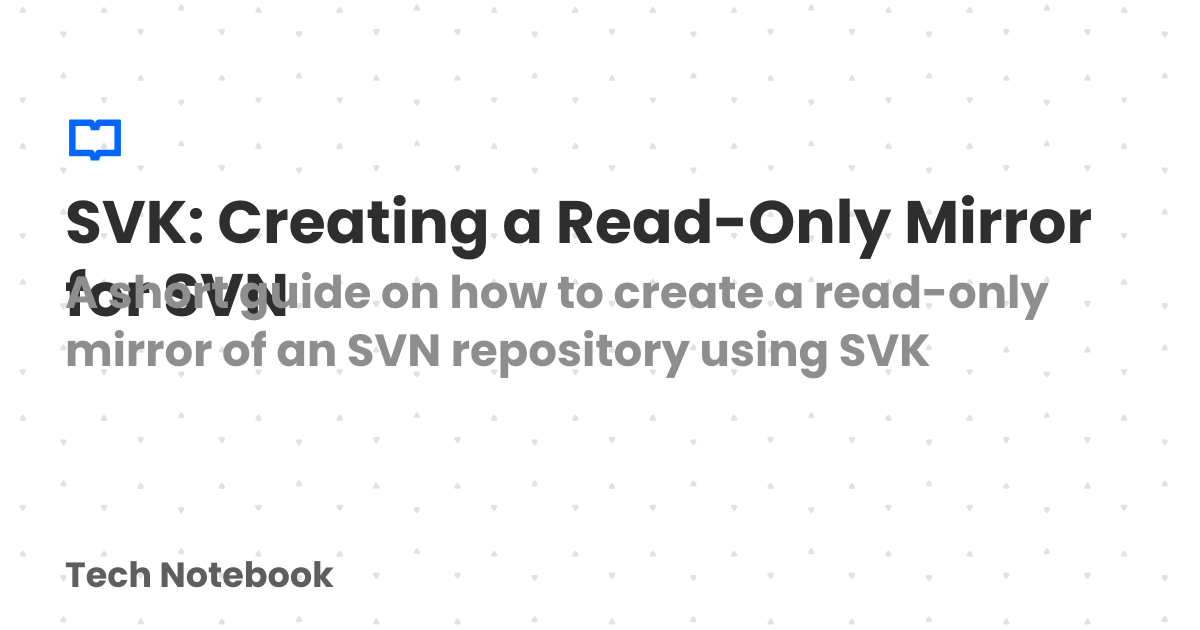 SVK: Creating a Read-Only Mirror
for SVN
A short guide on how to create a read-only
mirror of an SVN repository using SVK
Tech Notebook